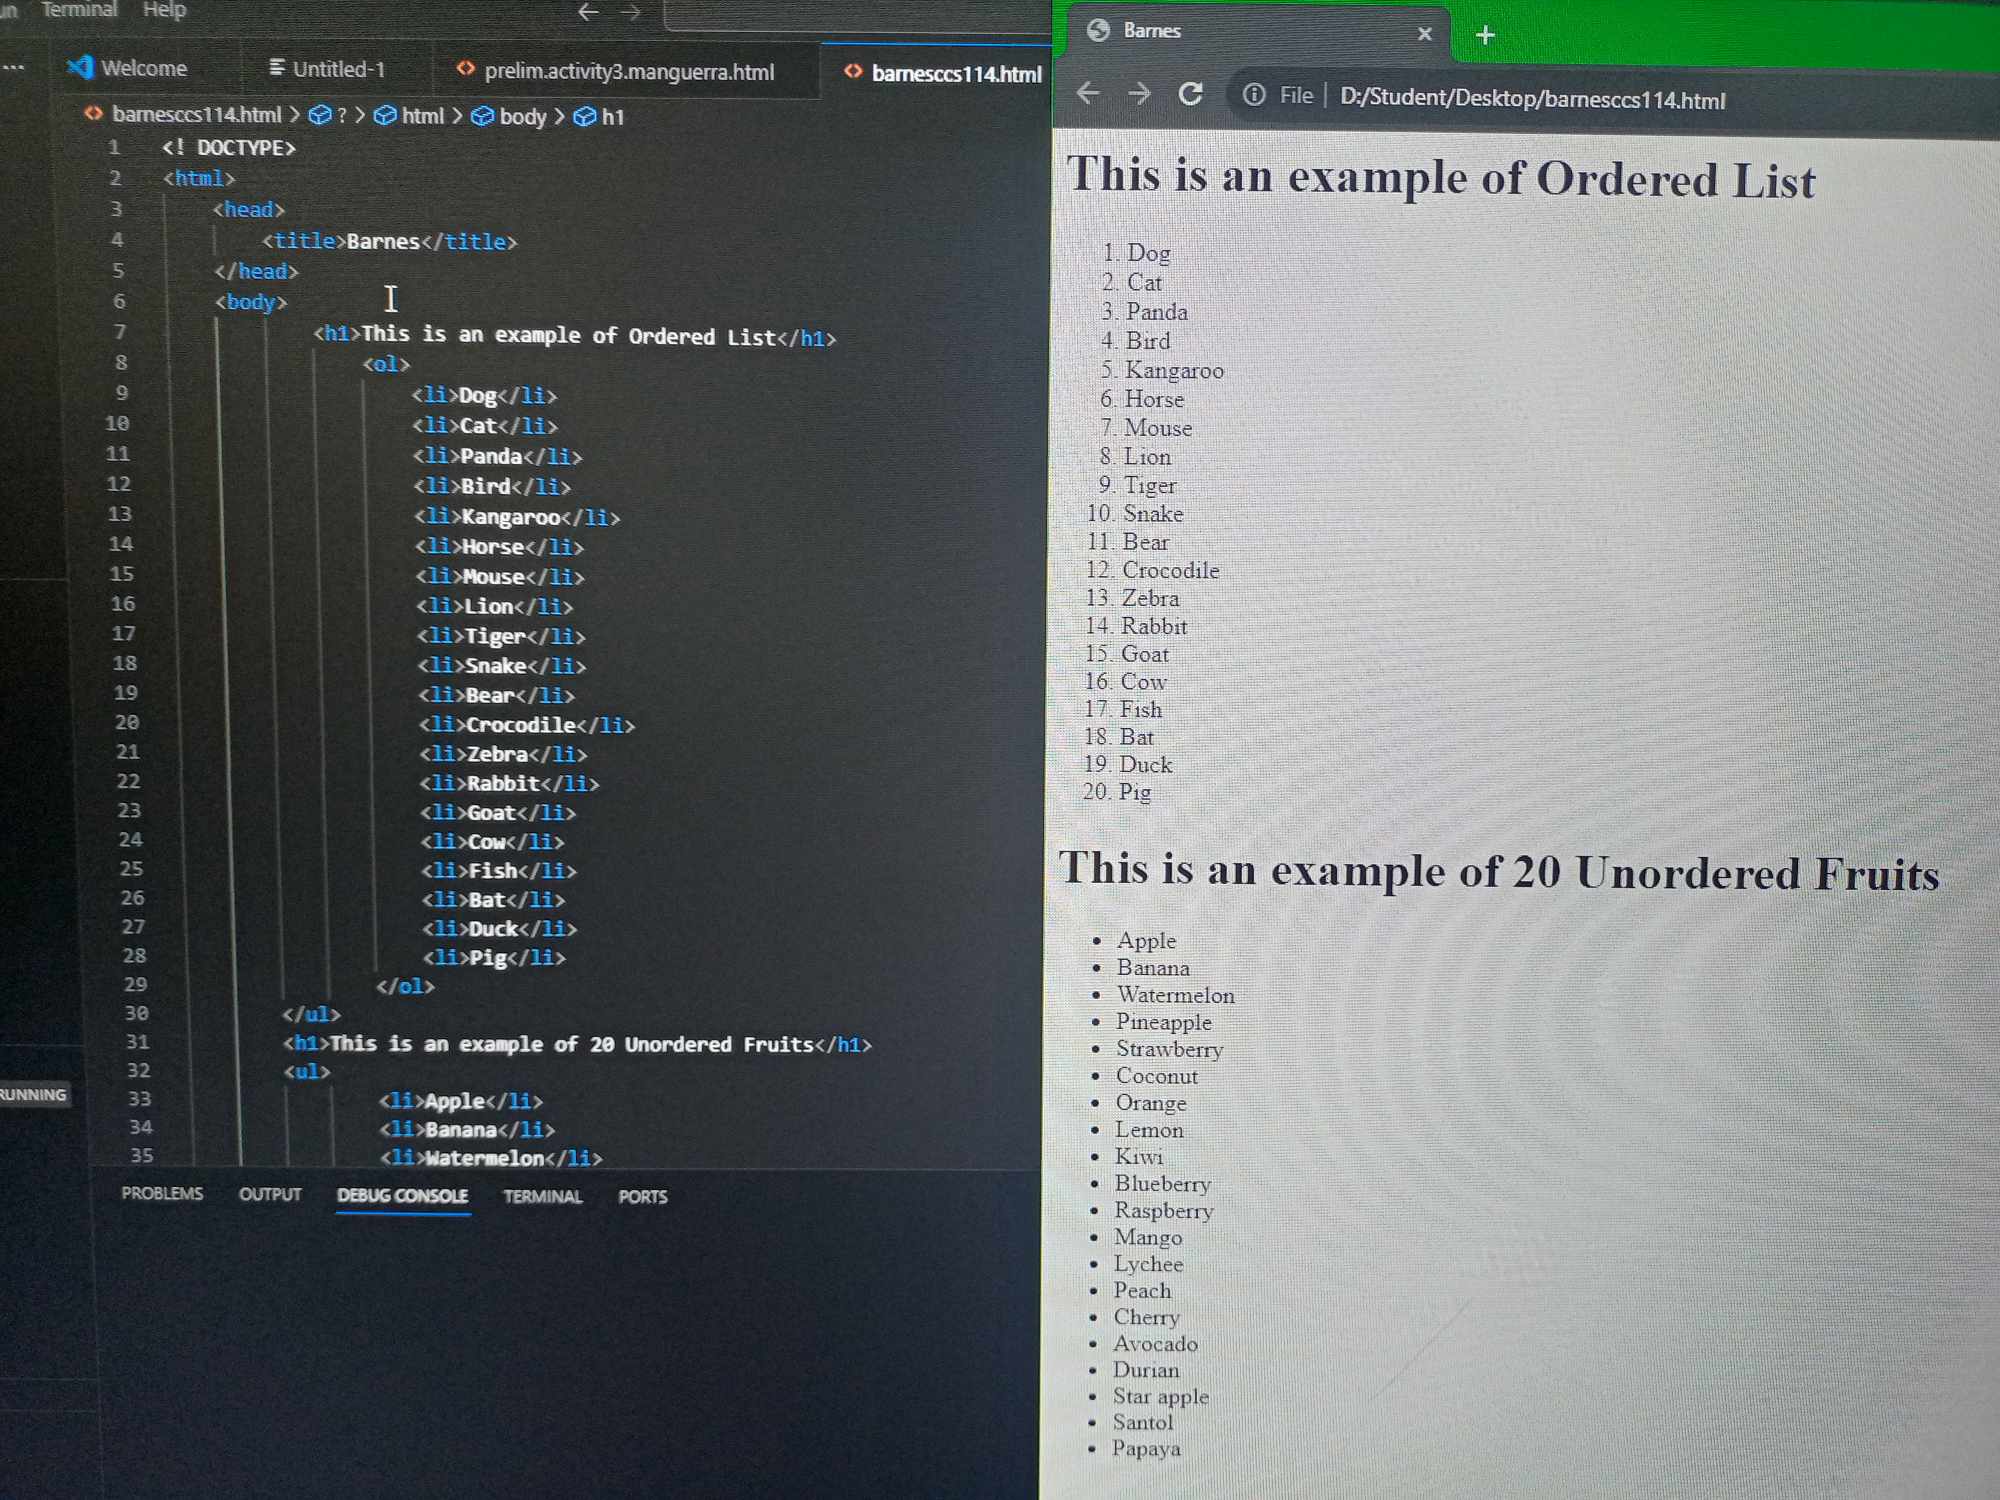 Terminal Help
Welcome
Untitled-1
prelim.activity3.manguerra.html
barnesccs114.html
barnesccs114.html > ? > html > body > h1
1 <! DOCTYPE>
2 <html>
3 <head>
4 <title>Barnes</title>
5 </head>
6 <body>
7 <h1>This is an example of Ordered List</h1>
8 <ol>
9 <li>Dog</li>
10 <li>Cat</li>
11 <li>Panda</li>
12 <li>Bird</li>
13 <li>Kangaroo</li>
14 <li>Horse</li>
15 <li>Mouse</li>
16 <li>Lion</li>
17 <li>Tiger</li>
18 <li>Snake</li>
19 <li>Bear</li>
20 <li>Crocodile</li>
21 <li>Zebra</li>
22 <li>Rabbit</li>
23 <li>Goat</li>
24 <li>Cow</li>
25 <li>Fish</li>
26 <li>Bat</li>
27 <li>Duck</li>
28 <li>Pig</li>
29 </ol>
30 </ul>
31 <h1>This is an example of 20 Unordered Fruits</h1>
32 <ul>
33 <li>Apple</li>
34 <li>Banana</li>
35 <li>Watermelon</li>
RUNNING
PROBLEMS OUTPUT DEBUG CONSOLE TERMINAL PORTS
Barnes
File | D:/Student/Desktop/barnesccs114.html
This is an example of Ordered List
1. Dog
2. Cat
3. Panda
4. Bird
5. Kangaroo
6. Horse
7. Mouse
8. Lion
9. Tiger
10. Snake
11. Bear
12. Crocodile
13. Zebra
14. Rabbit
15. Goat
16. Cow
17. Fish
18. Bat
19. Duck
20. Pig
This is an example of 20 Unordered Fruits
• Apple
• Banana
• Watermelon
• Pineapple
• Strawberry
• Coconut
• Orange
• Lemon
• Kiwi
• Blueberry
• Raspberry
• Mango
• Lychee
• Peach
• Cherry
• Avocado
• Durian
• Star apple
• Santol
• Papaya